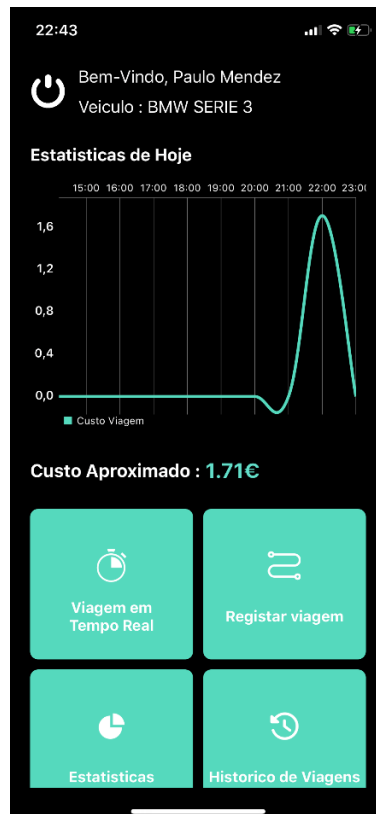 22:43
Bem-Vindo, Paulo Mendez
Veiculo : BMW SERIE 3
Estatisticas de Hoje
15:00 16:00 17:00 18:00 19:00 20:00 21:00 22:00 23:0
1,6
1,2
0,8
0,4
0,0
Custo Viagem
Custo Aproximado : 1.71€
Viagem em
Tempo Real
Registar viagem
Estatisticas
Historico de Viagens